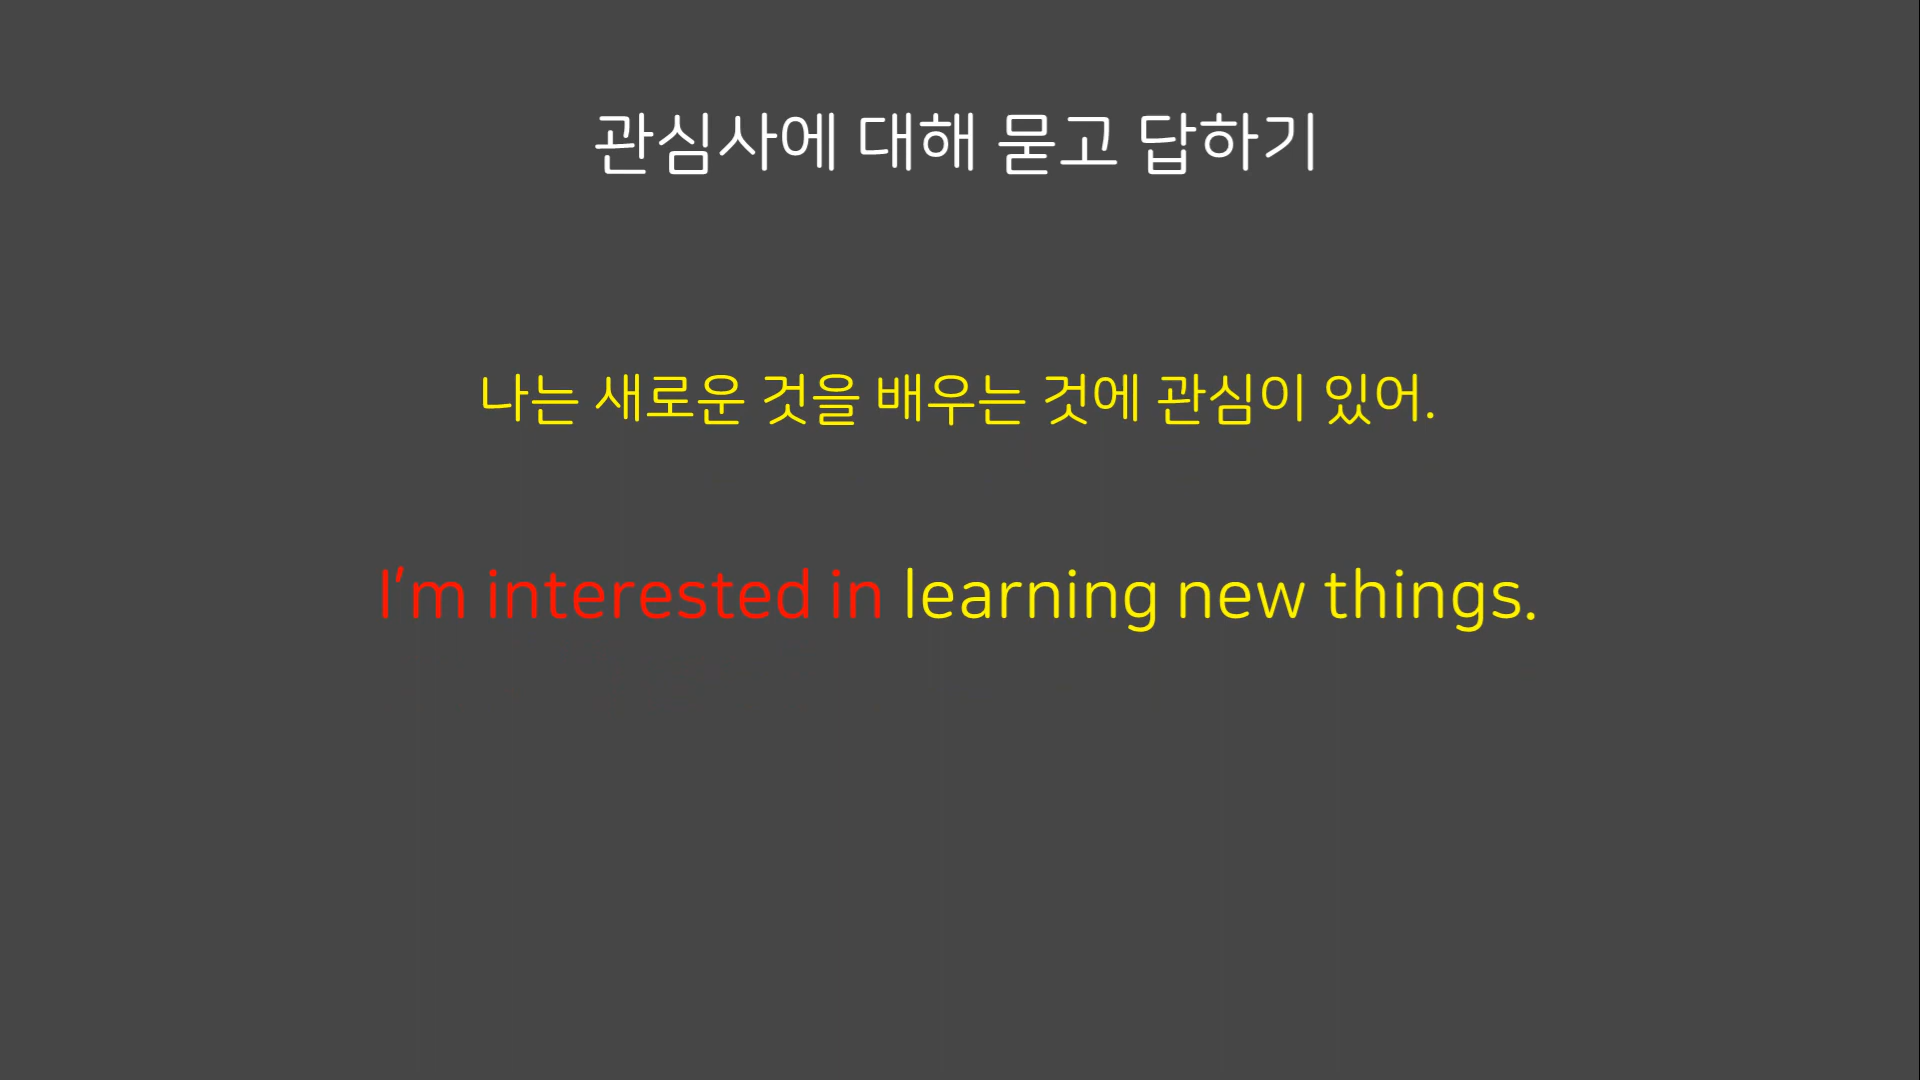 관심사에 대해 묻고 답하기
나는 새로운 것을 배우는 것에 관심이 있어.
I'm interested in learning new things.